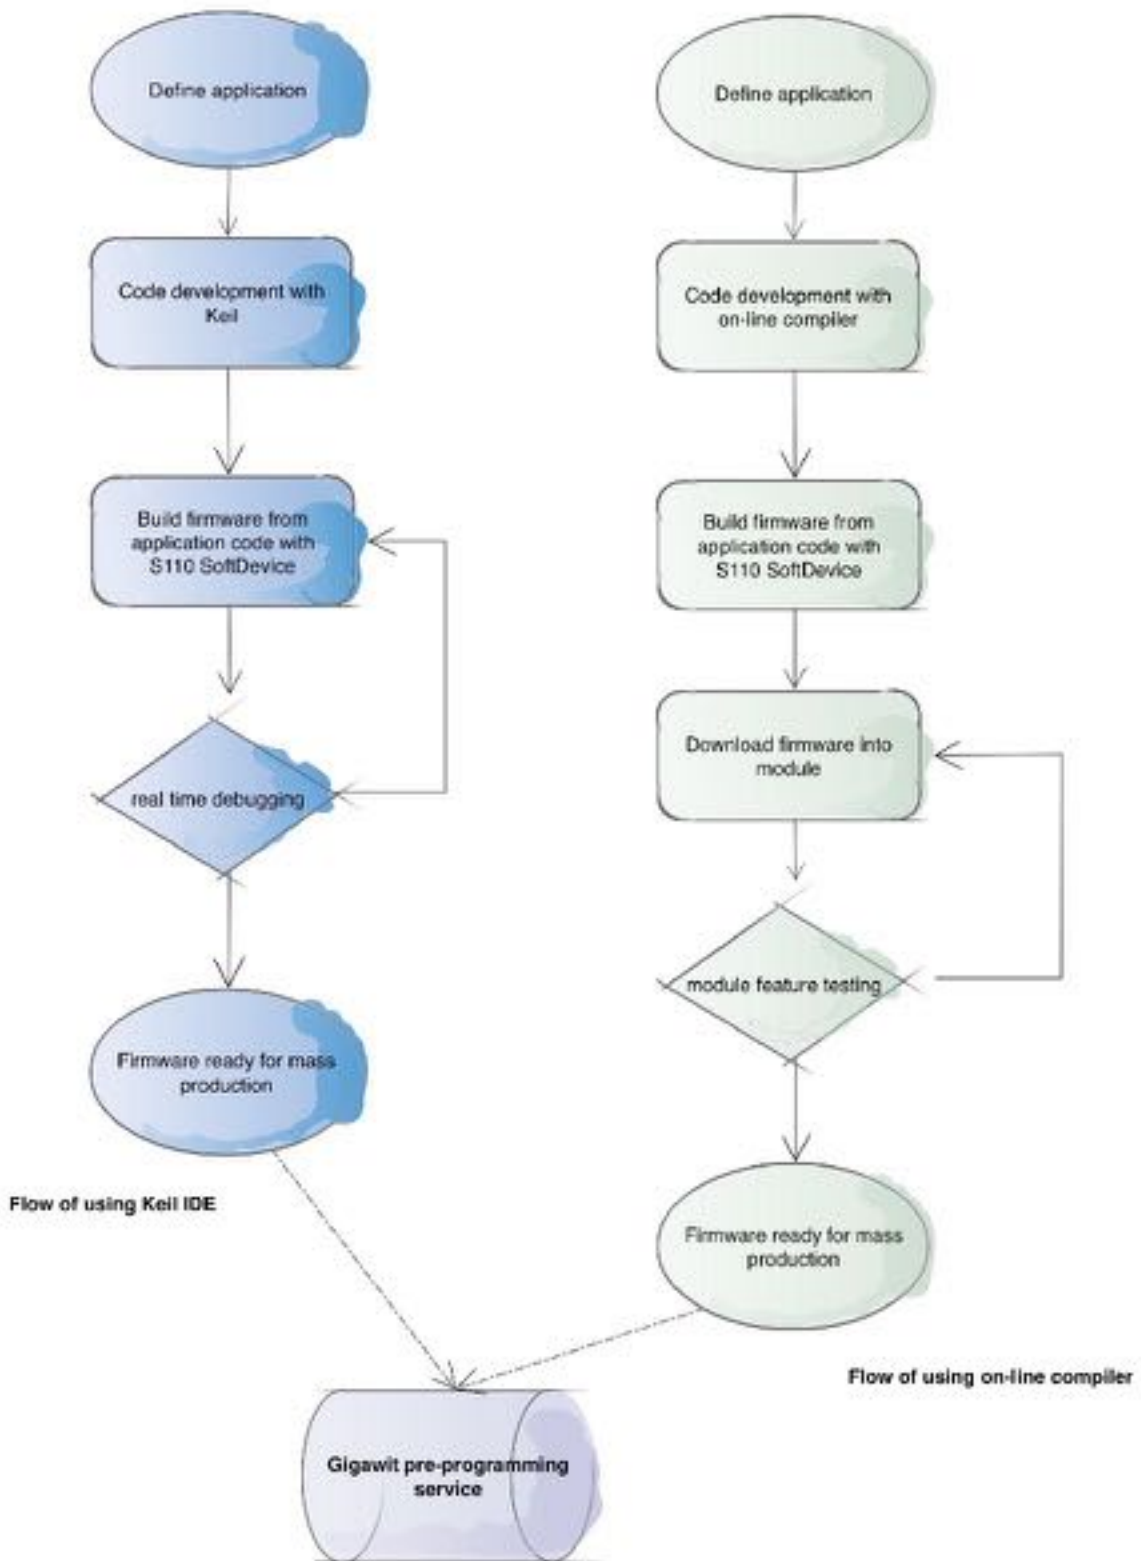 Define application
Code development with
Keil
Build firmware from
application code with
S110 SoftDevice
real time debugging
Firmware ready for mass
production
Flow of using Keil IDE
Define application
Code development with
on-line compiler
Build firmware from
application code with
S110 SoftDevice
Download firmware into
module
module feature testing
Firmware ready for mass
production
Flow of using on-line compiler
Gigawit pre-programming
service